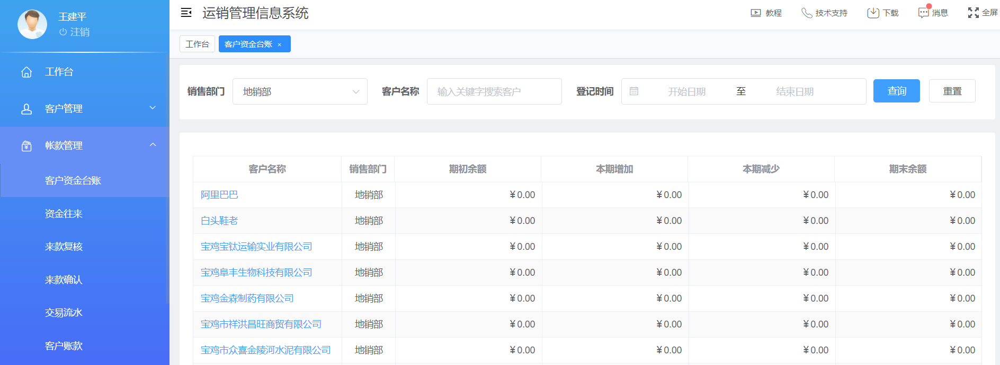 王建平
注销
工作台
客户管理
帐款管理
客户资金台账
资金往来
来款复核
来款确认
交易流水
客户账款
运销管理信息系统
教程 技术支持 下载 消息 全屏
工作台 客户资金台账 ×
销售部门 地销部 客户名称 输入关键字搜索客户 登记时间 开始日期 至 结束日期 查询 重置
客户名称 销售部门 期初余额 本期增加 本期减少 期末余额
阿里巴巴 地销部 ¥0.00 ¥0.00 ¥0.00 ¥0.00
白头鞋老 地销部 ¥0.00 ¥0.00 ¥0.00 ¥0.00
宝鸡宝钛运输实业有限公司 地销部 ¥0.00 ¥0.00 ¥0.00 ¥0.00
宝鸡阜丰生物科技有限公司 地销部 ¥0.00 ¥0.00 ¥0.00 ¥0.00
宝鸡金森制药有限公司 地销部 ¥0.00 ¥0.00 ¥0.00 ¥0.00
宝鸡市祥洪昌旺商贸有限公司 地销部 ¥0.00 ¥0.00 ¥0.00 ¥0.00
宝鸡市众喜金陵河水泥有限公司 地销部 ¥0.00 ¥0.00 ¥0.00 ¥0.00